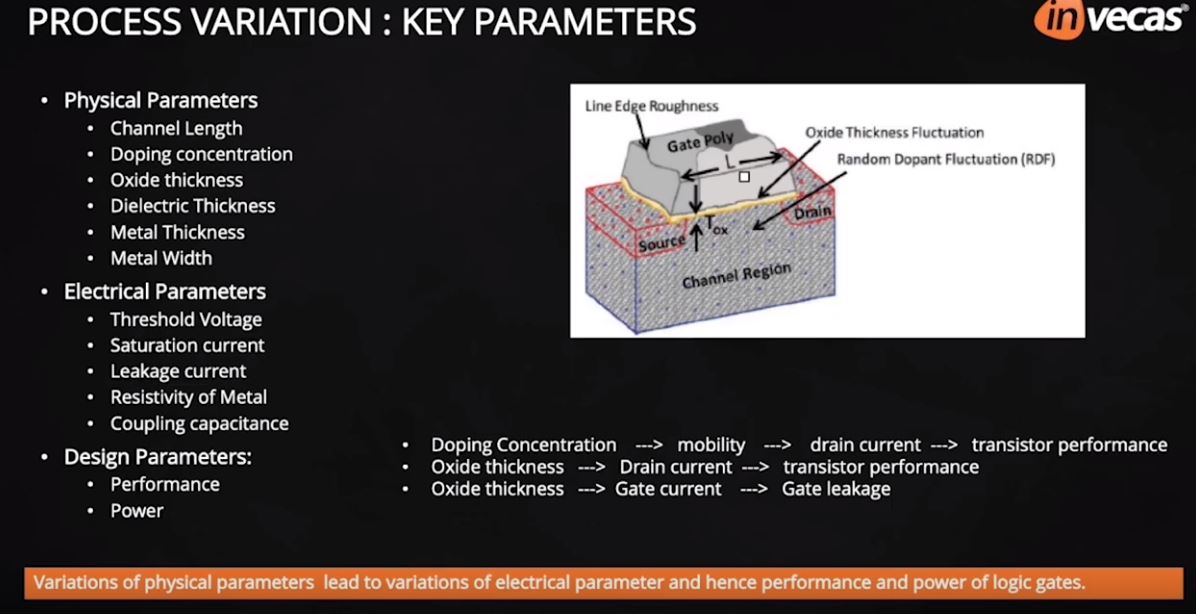 PROCESS VARIATION : KEY PARAMETERS
invecas®
• Physical Parameters
• Channel Length
• Doping concentration
• Oxide thickness
• Dielectric Thickness
• Metal Thickness
• Metal Width
• Electrical Parameters
• Threshold Voltage
• Saturation current
• Leakage current
• Resistivity of Metal
• Coupling capacitance
• Design Parameters:
• Performance
• Power
Line Edge Roughness
Oxide Thickness Fluctuation
Random Dopant Fluctuation (RDF)
Gate Poly
L
Tox
Source
Drain
Channel Region
• Doping Concentration ---> mobility ---> drain current ---> transistor performance
• Oxide thickness ---> Drain current ---> transistor performance
• Oxide thickness ---> Gate current ---> Gate leakage
Variations of physical parameters lead to variations of electrical parameter and hence performance and power of logic gates.